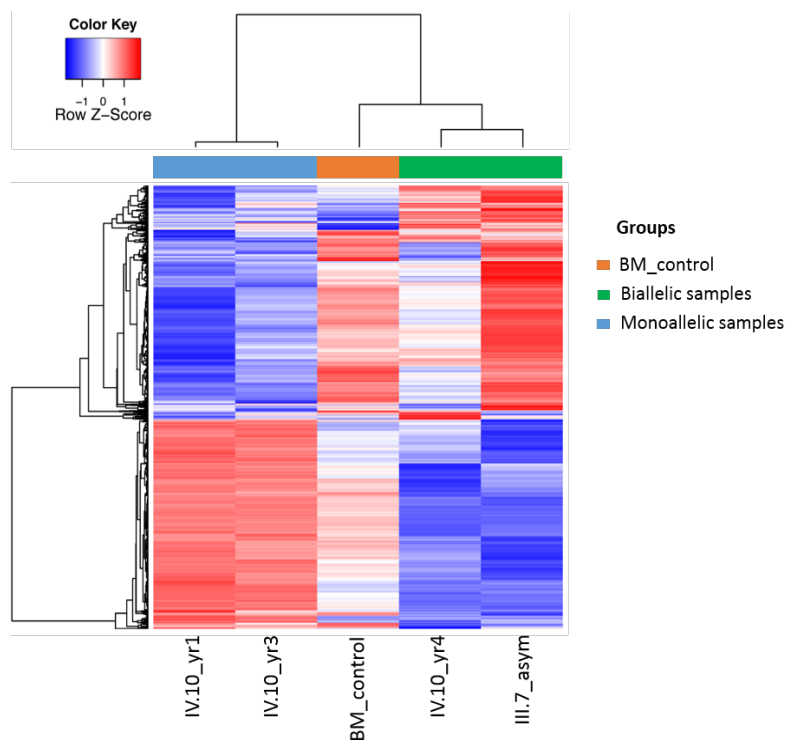 Color Key
−1 0 1
Row Z-Score
Groups
BM_control
Biallelic samples
Monoallelic samples
IV.10_yr1
IV.10_yr3
BM_control
IV.10_yr4
III.7_asym